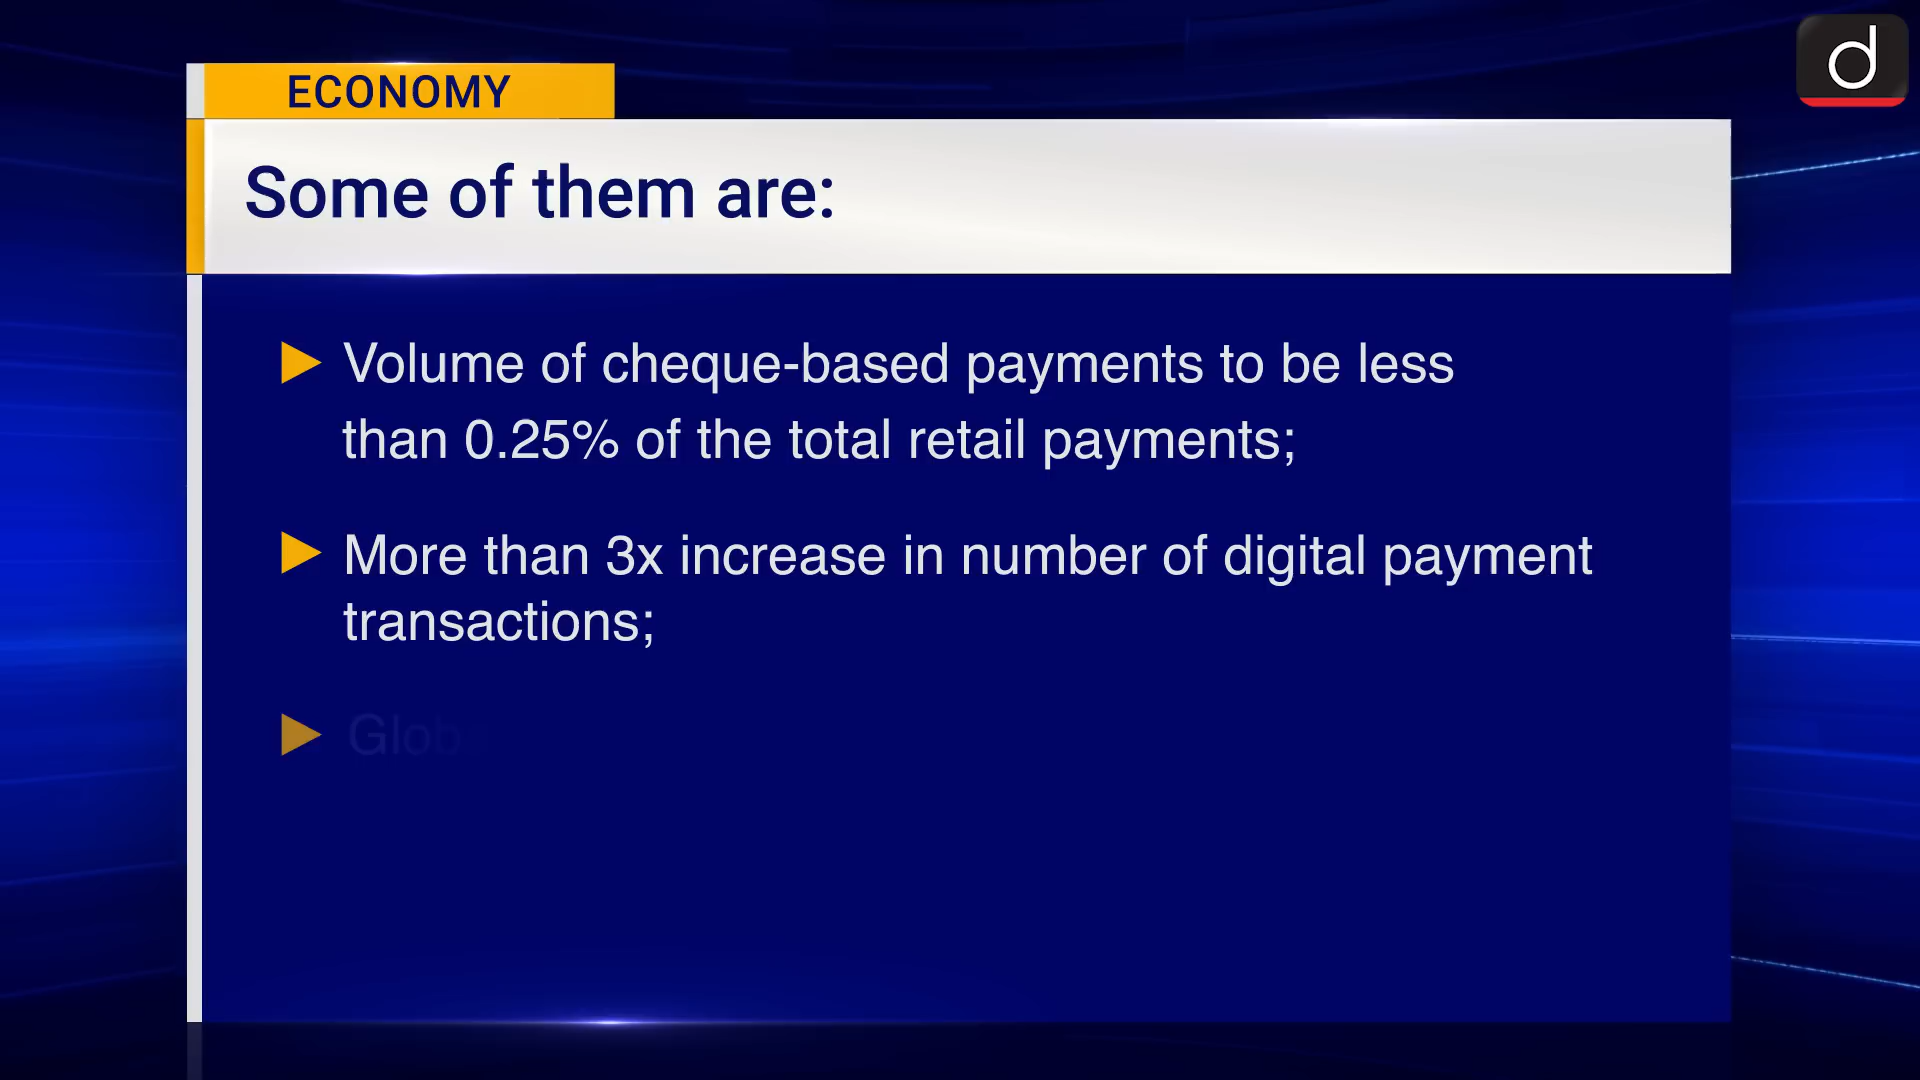 ECONOMY
d
Some of them are:
Volume of cheque-based payments to be less
than 0.25% of the total retail payments;
More than 3x increase in number of digital payment
transactions;